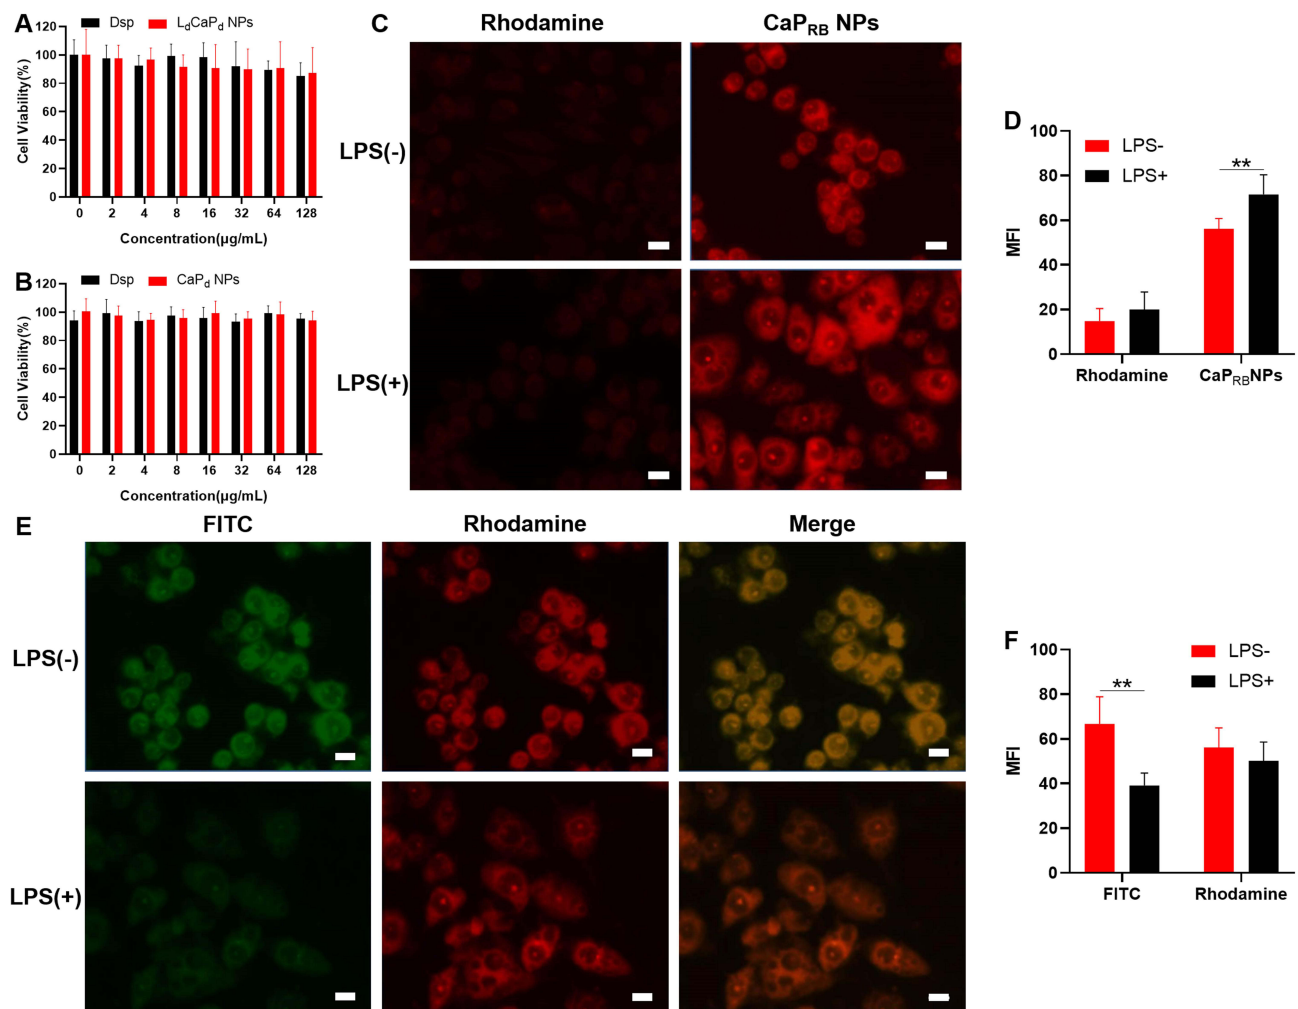 A
Dsp
LdCaPd NPs
Cell Viability(%)
120
100
80
60
40
20
0
0 2 4 8 16 32 64 128
Concentration(μg/mL)
B
Dsp
CaPd NPs
Cell Viability(%)
120
100
80
60
40
20
0
0 2 4 8 16 32 64 128
Concentration(μg/mL)
C
Rhodamine
CaPRB NPs
LPS(-)
LPS(+)
D
LPS-
LPS+
**
MFI
100
80
60
40
20
0
Rhodamine
CaPRBNPs
E
FITC
Rhodamine
Merge
LPS(-)
LPS(+)
F
LPS-
LPS+
**
MFI
100
80
60
40
20
0
FITC
Rhodamine